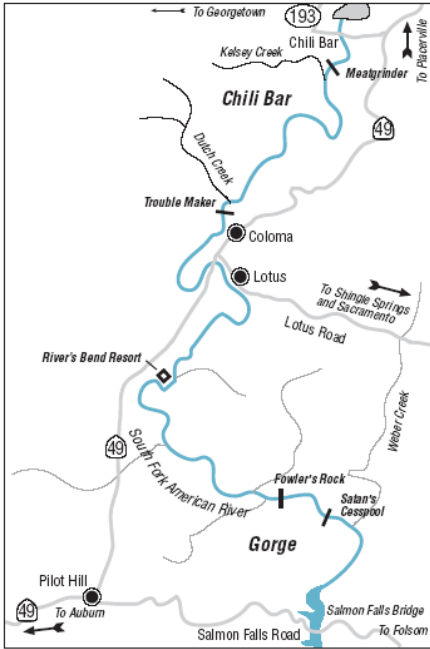 To Georgetown
193
Chili Bar
To Placerville
Kelsey Creek
Meatgrinder
Chili Bar
49
Dutch Creek
Trouble Maker
Coloma
Lotus
To Shingle Springs
and Sacramento
Lotus Road
River's Bend Resort
Weber Creek
49
South Fork American River
Fowler's Rock
Satan's
Cesspool
Gorge
Pilot Hill
49
To Auburn
Salmon Falls Bridge
To Folsom
Salmon Falls Road